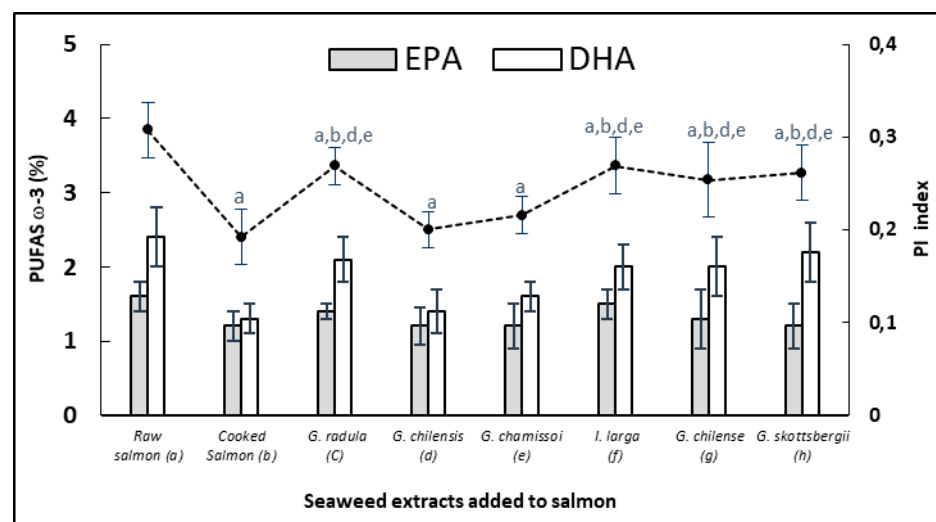 EPA DHA
PUFAS ω-3 (%)
5
4
3
2
1
0
a
a,b,d,e
a
a
a,b,d,e
a,b,d,e
a,b,d,e
0,4
0,3
0,2
0,1
0
PI index
Raw
salmon (a)
Cooked
Salmon (b)
G. radula
(C)
G. chilensis
(d)
G. chamissoi
(e)
I. larga
(f)
G. chilense
(g)
G. skottsbergii
(h)
Seaweed extracts added to salmon